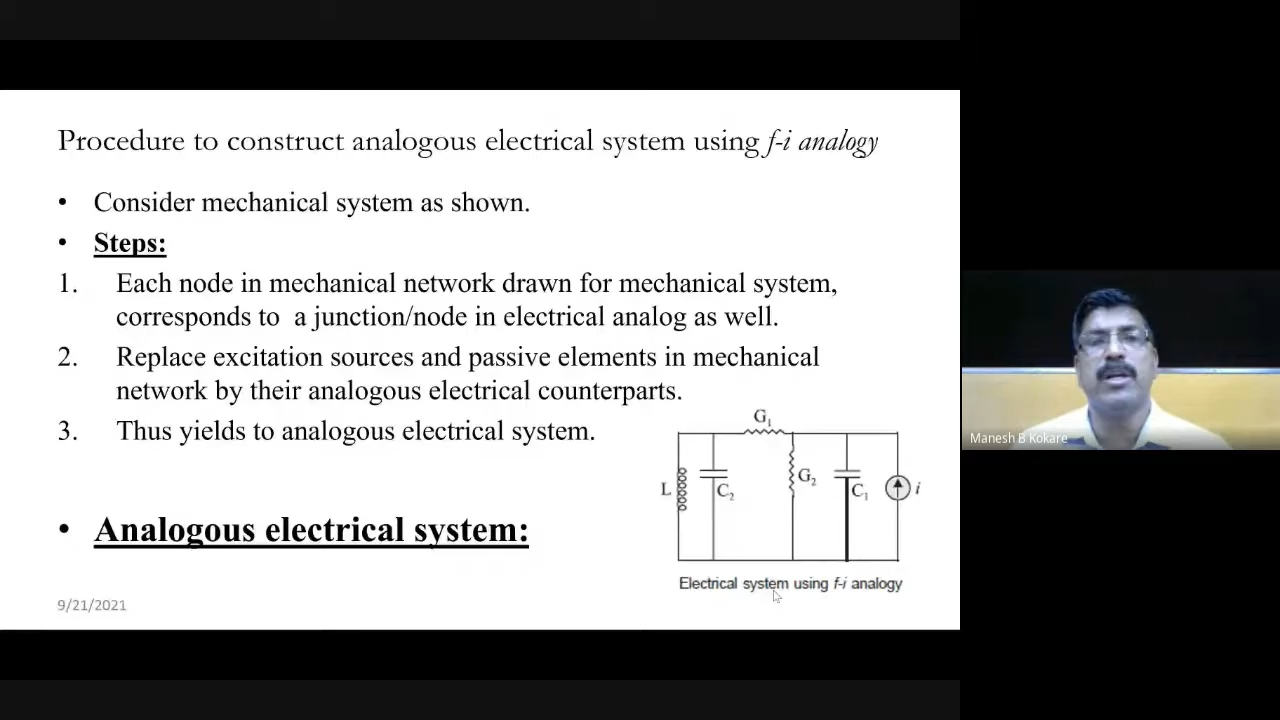 Procedure to construct analogous electrical system using f-i analogy
• Consider mechanical system as shown.
• Steps:
1. Each node in mechanical network drawn for mechanical system,
corresponds to a junction/node in electrical analog as well.
2. Replace excitation sources and passive elements in mechanical
network by their analogous electrical counterparts.
3. Thus yields to analogous electrical system.
G₁
L C₂ G₂ C₁ i
• Analogous electrical system:
Electrical system using f-i analogy
9/21/2021
Manesh B Kokare